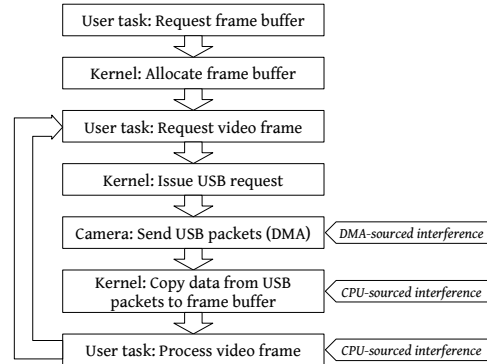 User task: Request frame buffer
Kernel: Allocate frame buffer
User task: Request video frame
Kernel: Issue USB request
Camera: Send USB packets (DMA)
DMA-sourced interference
Kernel: Copy data from USB
packets to frame buffer
CPU-sourced interference
User task: Process video frame
CPU-sourced interference